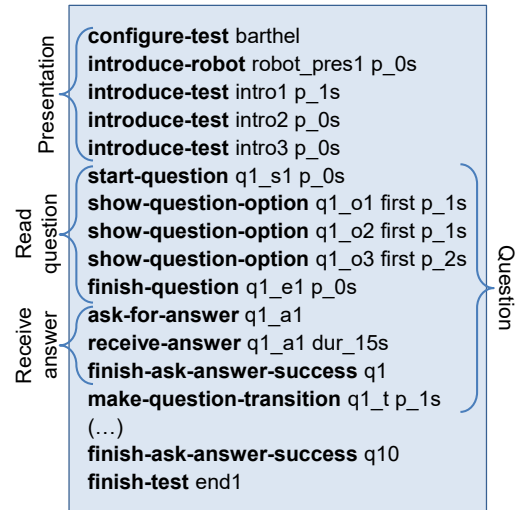 Presentation
configure-test barthel
introduce-robot robot_pres1 p_0s
introduce-test intro1 p_1s
introduce-test intro2 p_0s
introduce-test intro3 p_0s
Read
question
start-question q1_s1 p_0s
show-question-option q1_o1 first p_1s
show-question-option q1_o2 first p_1s
show-question-option q1_o3 first p_2s
finish-question q1_e1 p_0s
Receive
answer
ask-for-answer q1_a1
receive-answer q1_a1 dur_15s
finish-ask-answer-success q1
make-question-transition q1_t p_1s
Question
(…)
finish-ask-answer-success q10
finish-test end1